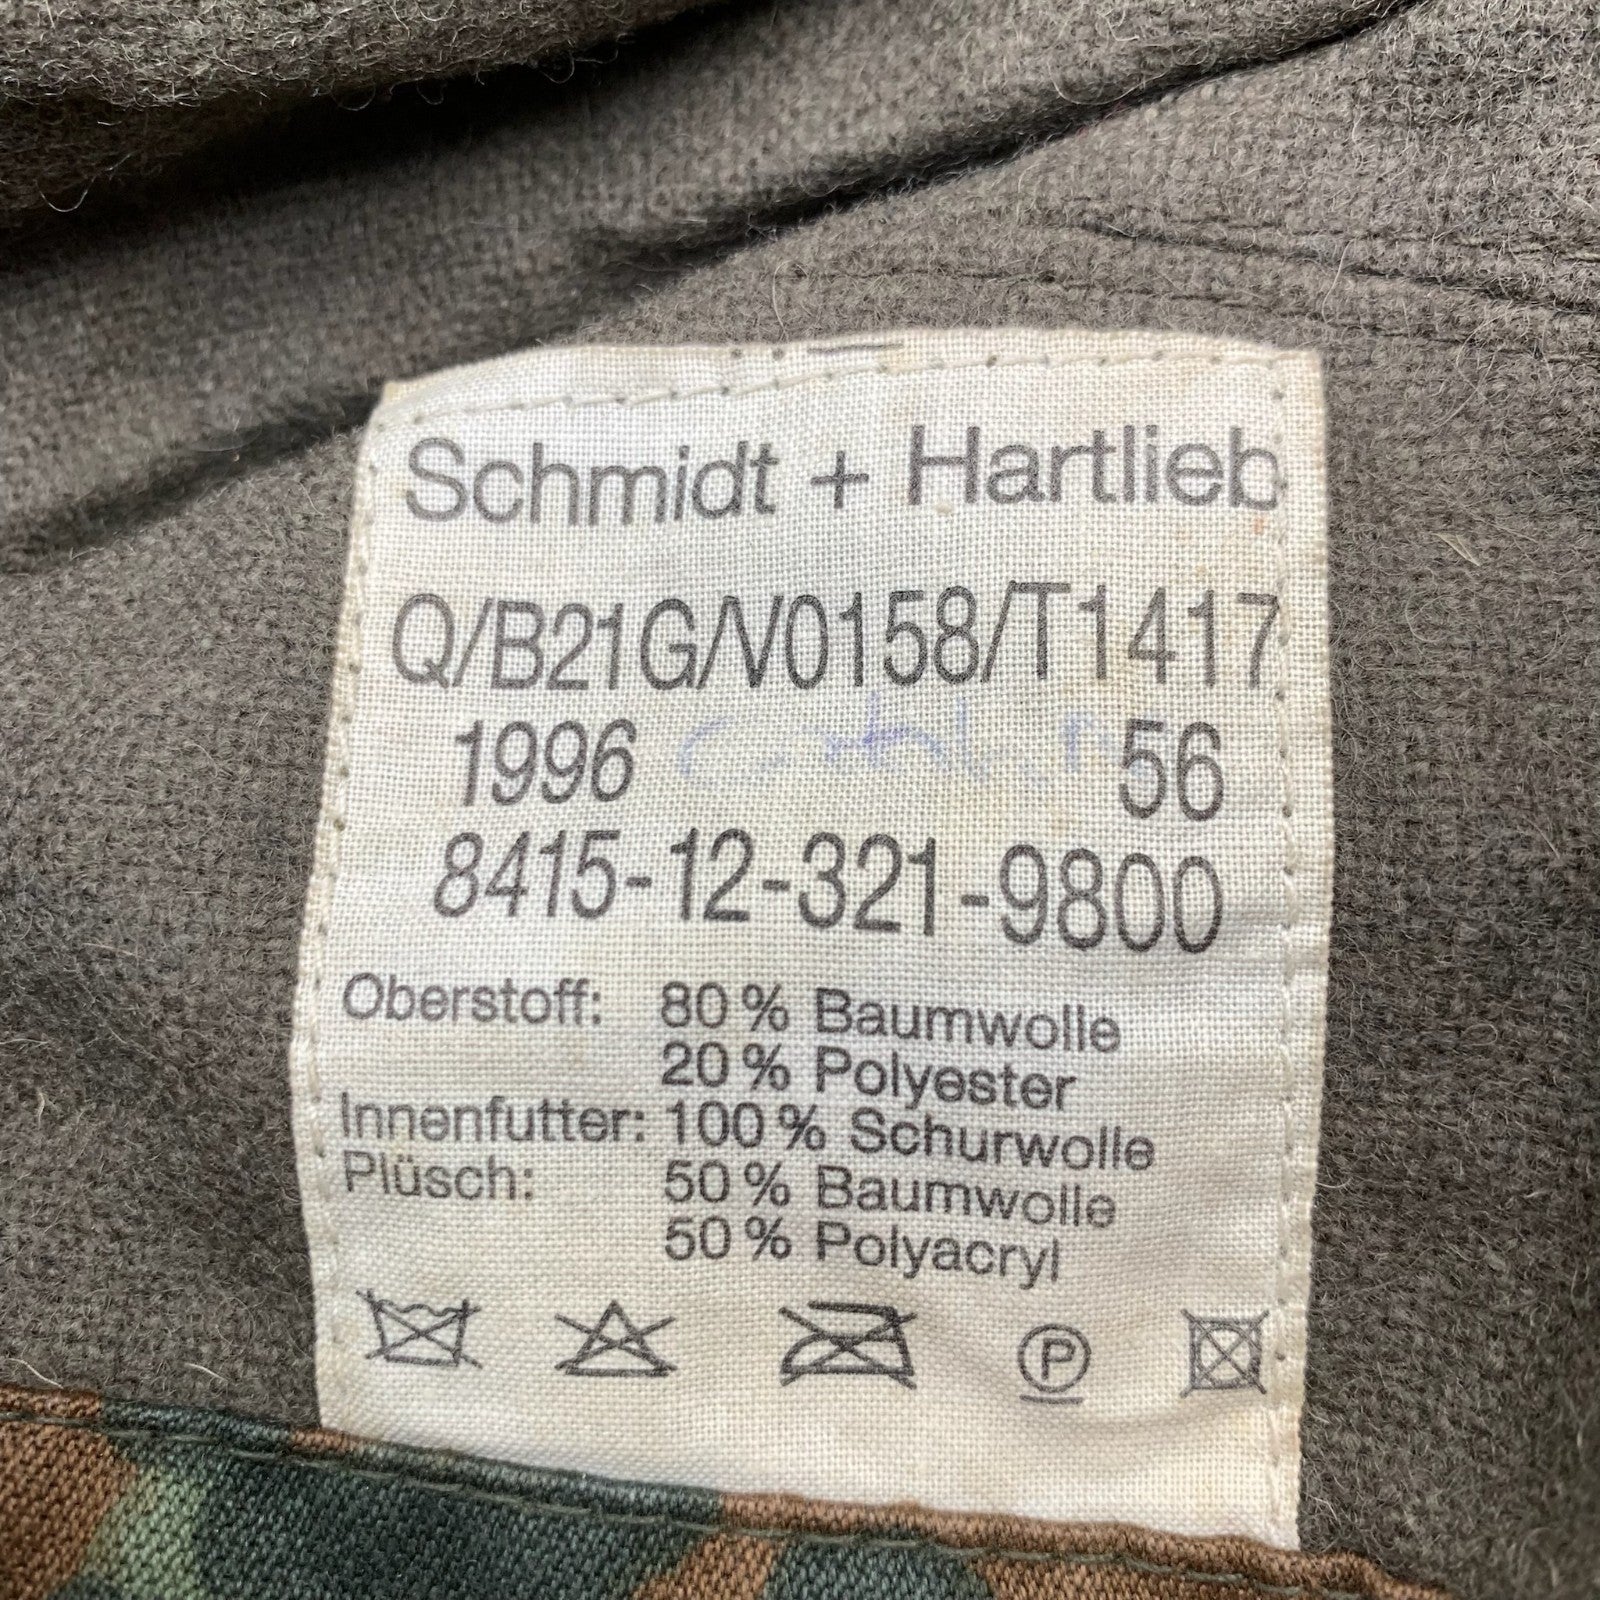 Schmidt + Hartlieb
Q/B21G/V0158/T1417
1996 56
8415-12-321-9800
Oberstoff: 80 % Baumwolle
20 % Polyester
Innenfutter: 100 % Schurwolle
Plüsch: 50 % Baumwolle
50 % Polyacryl
P